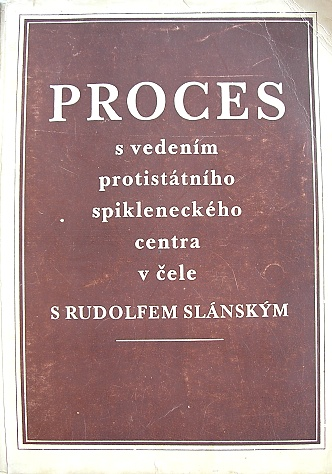 PROCES
s vedením
protistátního
spikleneckého
centra
v čele
S RUDOLFEM SLÁNSKÝM